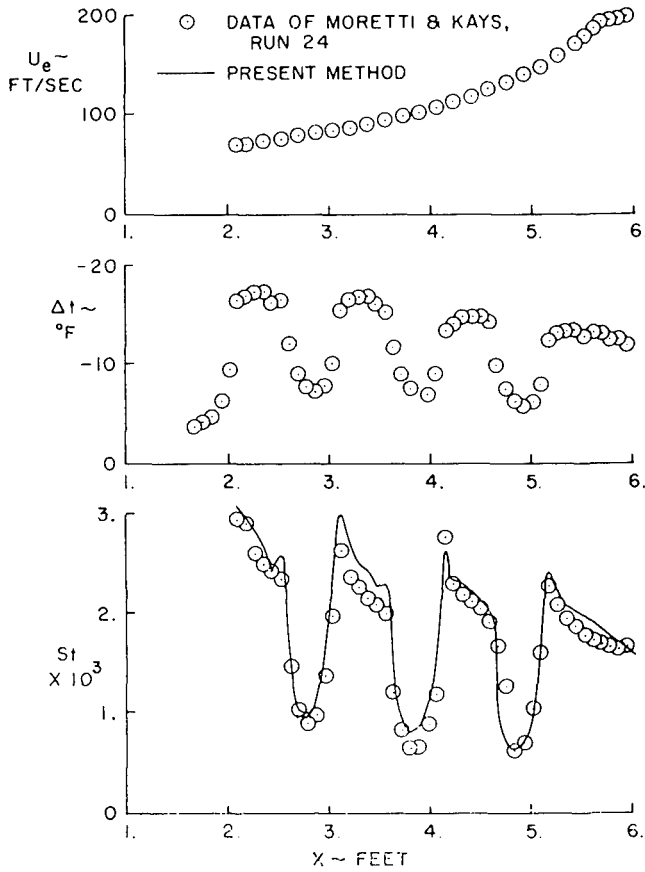 200
100
0
U_e ~
FT/SEC
⊙ DATA OF MORETTI & KAYS,
RUN 24
— PRESENT METHOD
1. 2. 3. 4. 5. 6.
-20
-10
0
Δt ~
°F
1. 2. 3. 4. 5. 6.
3.
2.
1.
0
St
X 10³
1. 2. 3. 4. 5. 6.
X ~ FEET